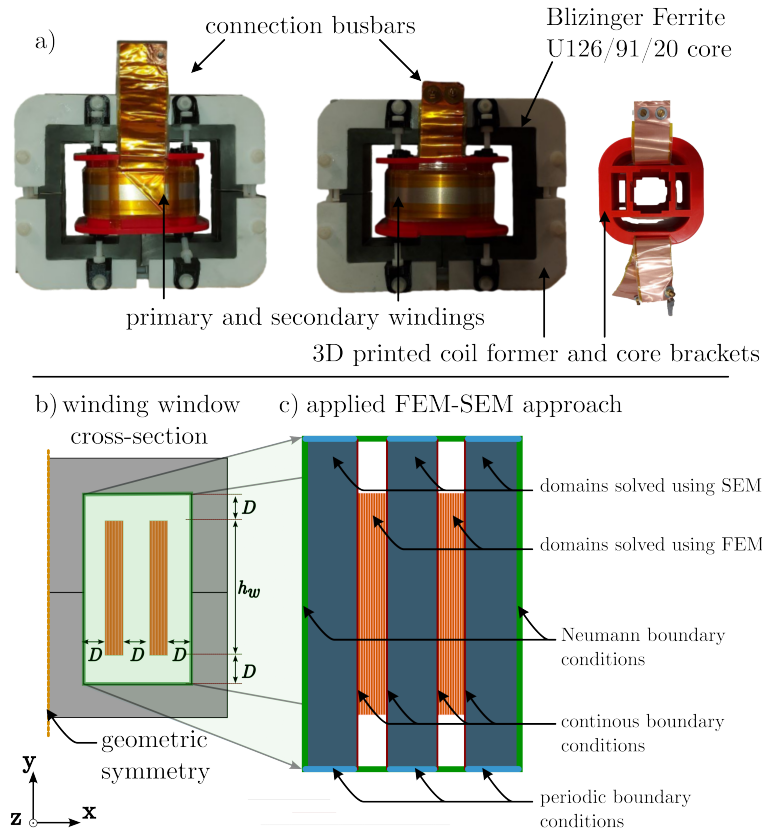 a)
connection busbars
Blizinger Ferrite
U126/91/20 core
primary and secondary windings
3D printed coil former and core brackets
b) winding window
cross-section
c) applied FEM-SEM approach
D
h_w
D
D
D
D
geometric
symmetry
y
z
x
domains solved using SEM
domains solved using FEM
Neumann boundary
conditions
continous boundary
conditions
periodic boundary
conditions